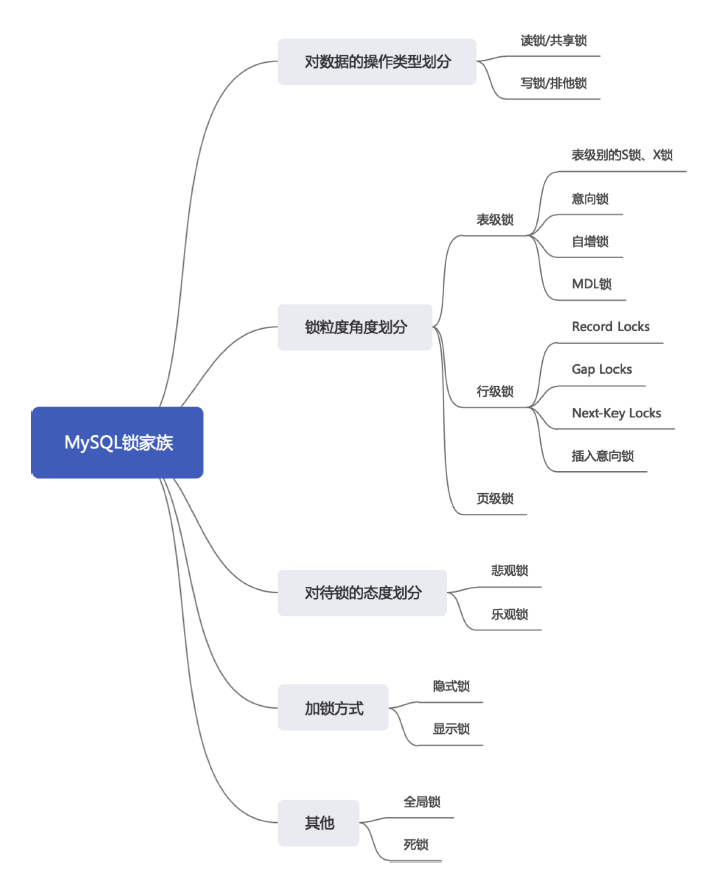 MySQL锁家族
对数据的操作类型划分
读锁/共享锁
写锁/排他锁
锁粒度角度划分
表级锁
表级别的S锁、X锁
意向锁
自增锁
MDL锁
行级锁
Record Locks
Gap Locks
Next-Key Locks
插入意向锁
页级锁
对待锁的态度划分
悲观锁
乐观锁
加锁方式
隐式锁
显示锁
其他
全局锁
死锁